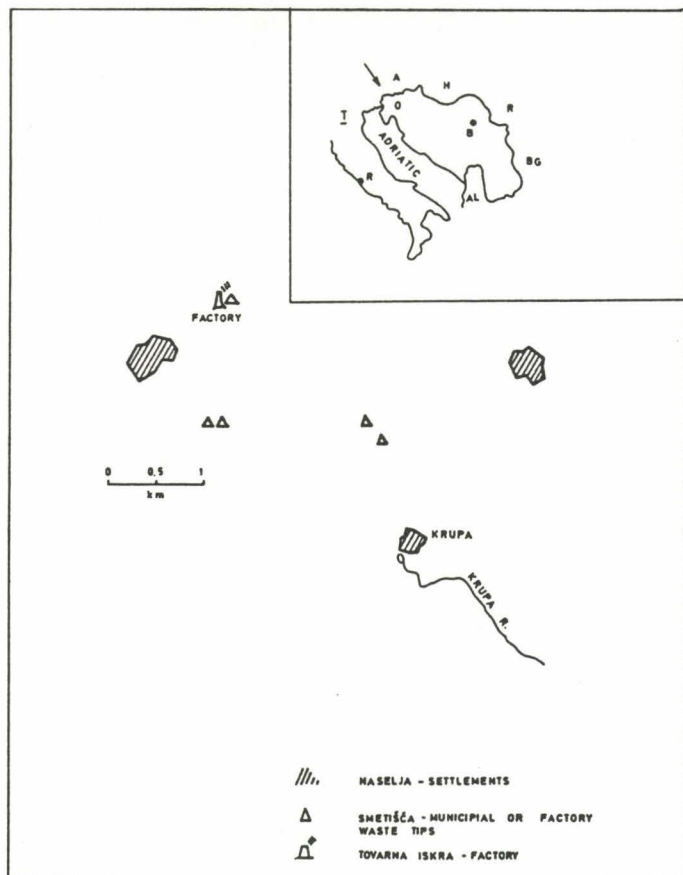 A
H
R
O
T
B
ADRIATIC
R
BG
AL
FACTORY
0 0,5 1
km
KRUPA
KRUPA R.
NASELJA - SETTLEMENTS
SMETIŠČA - MUNICIPIAL OR FACTORY
WASTE TIPS
TOVARNA ISKRA - FACTORY